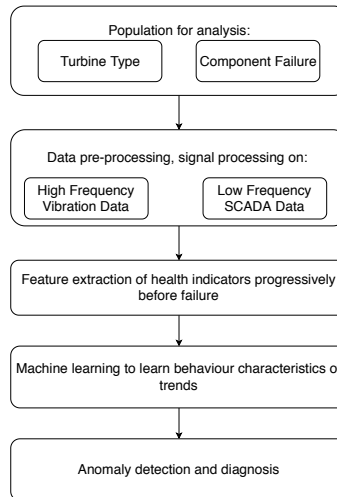 Population for analysis:
Turbine Type
Component Failure
Data pre-processing, signal processing on:
High Frequency
Vibration Data
Low Frequency
SCADA Data
Feature extraction of health indicators progressively
before failure
Machine learning to learn behaviour characteristics o
trends
Anomaly detection and diagnosis